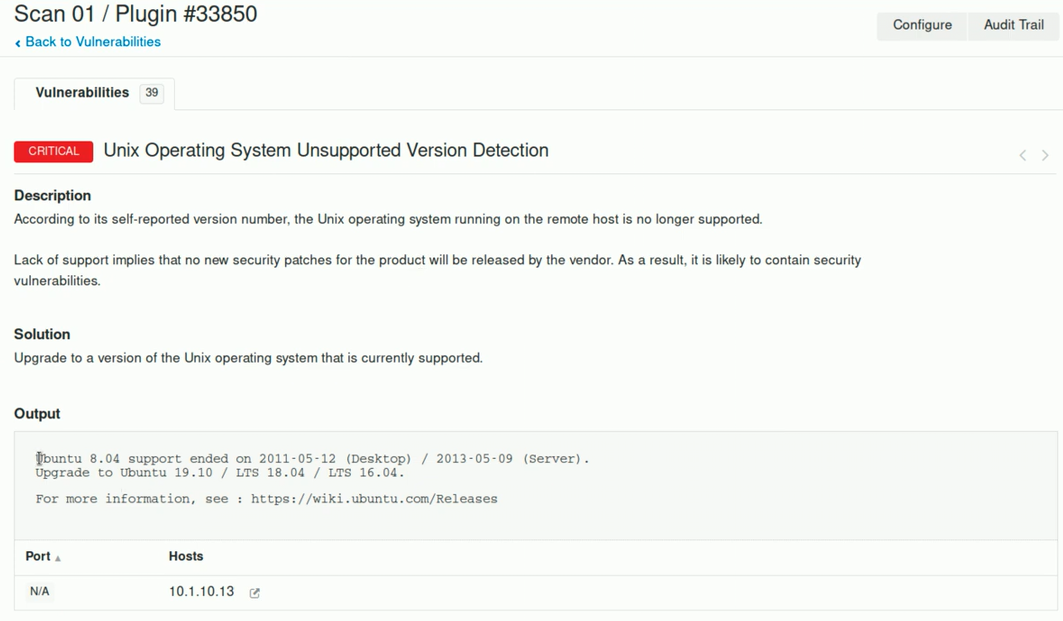 Scan 01 / Plugin #33850
Configure
Audit Trail
‹ Back to Vulnerabilities
Vulnerabilities 39
CRITICAL Unix Operating System Unsupported Version Detection
Description
According to its self-reported version number, the Unix operating system running on the remote host is no longer supported.
Lack of support implies that no new security patches for the product will be released by the vendor. As a result, it is likely to contain security
vulnerabilities.
Solution
Upgrade to a version of the Unix operating system that is currently supported.
Output
Ubuntu 8.04 support ended on 2011-05-12 (Desktop) / 2013-05-09 (Server).
Upgrade to Ubuntu 19.10 / LTS 18.04 / LTS 16.04.
For more information, see : https://wiki.ubuntu.com/Releases
Port ▲ Hosts
N/A 10.1.10.13